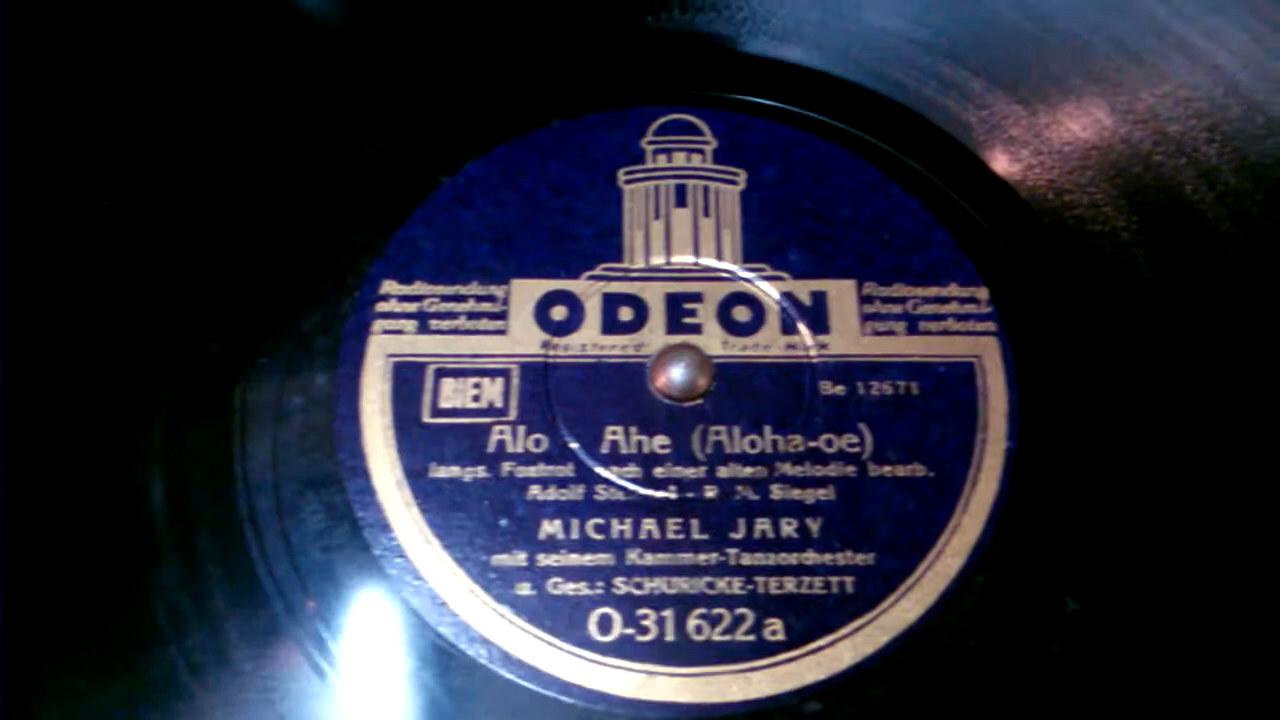 Radiosendung
ohne Genehmi-
gung verboten
ODEON
Radiosendung
ohne Genehmi-
gung verboten
Registered Trade-Mark
BIEM
Be 12671
Alo Ahe (Aloha-oe)
langs. Foxtrot nach einer alten Melodie bearb.
Adolf R. M. Siegel
MICHAEL JARY
mit seinem Kammer-Tanzorchester
u. Ges.: SCHURICKE-TERZETT
O-31622a